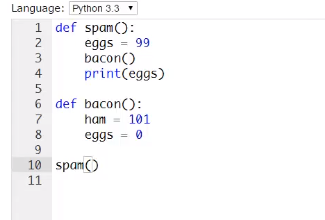 Language: Python 3.3
1 def spam():
2     eggs = 99
3     bacon()
4     print(eggs)
5
6 def bacon():
7     ham = 101
8     eggs = 0
9
10 spam()
11